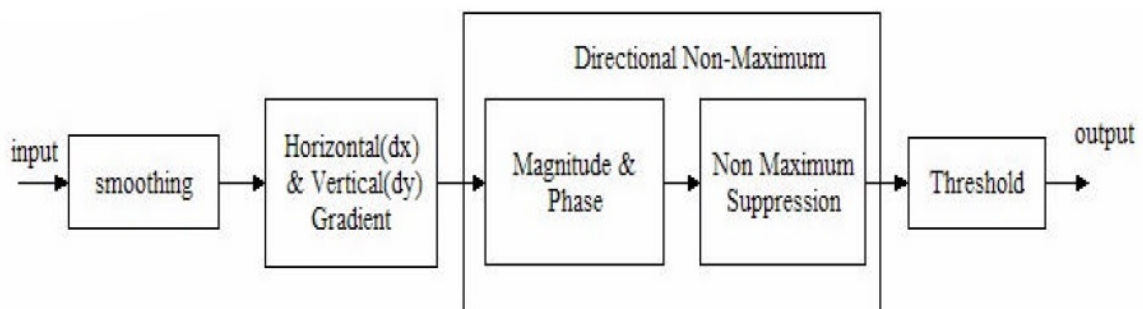 input
smoothing
Horizontal(dx)
& Vertical(dy)
Gradient
Directional Non-Maximum
Magnitude &
Phase
Non Maximum
Suppression
Threshold
output